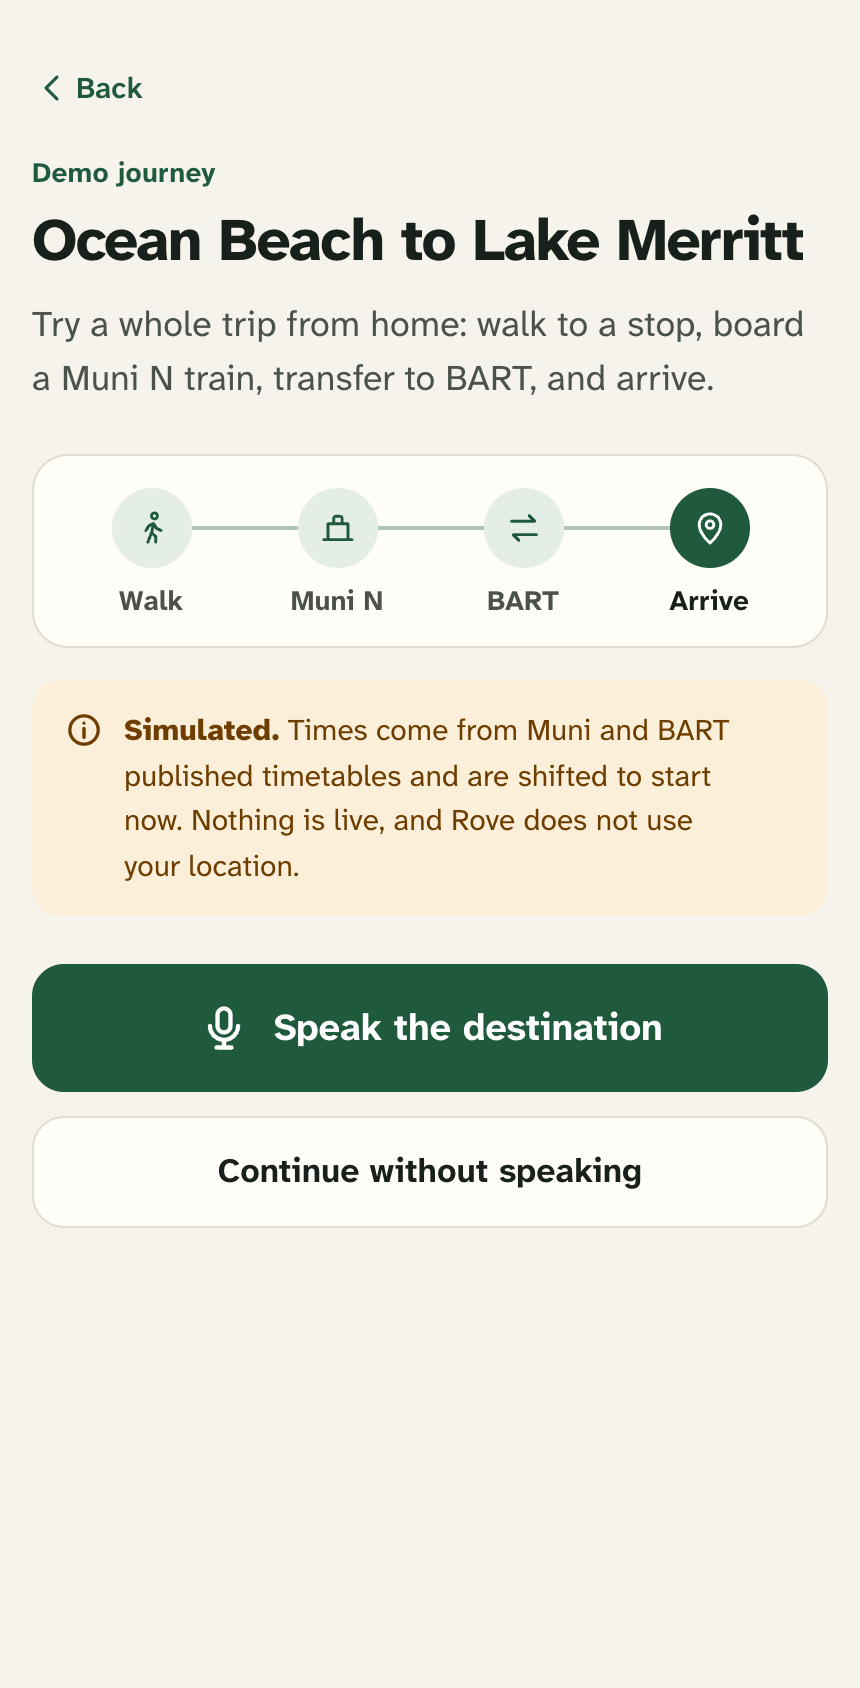 Back
Demo journey
Ocean Beach to Lake Merritt
Try a whole trip from home: walk to a stop, board
a Muni N train, transfer to BART, and arrive.
Walk
Muni N
BART
Arrive
Simulated. Times come from Muni and BART
published timetables and are shifted to start
now. Nothing is live, and Rove does not use
your location.
Speak the destination
Continue without speaking